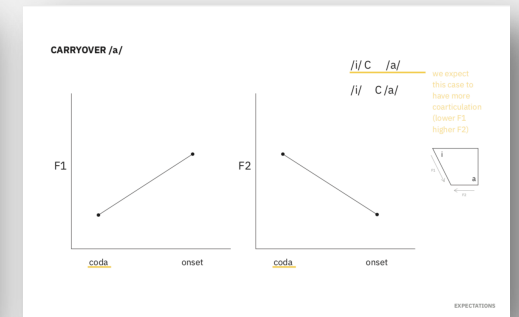 CARRYOVER /a/
/i/ C /a/
/i/ C /a/
we expect
this case to
have more
coarticulation
(lower F1
higher F2)
F1
F2
i
a
coda
onset
coda
onset
EXPECTATIONS